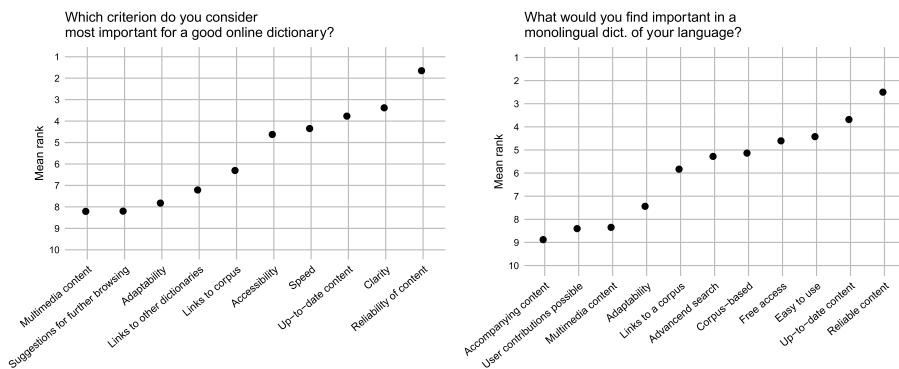 Which criterion do you consider
most important for a good online dictionary?
Mean rank
1
2
3
4
5
6
7
8
9
10
Multimedia content
Suggestions for further browsing
Adaptability
Links to other dictionaries
Links to corpus
Accessibility
Speed
Up-to-date content
Clarity
Reliability of content
What would you find important in a
monolingual dict. of your language?
Mean rank
1
2
3
4
5
6
7
8
9
10
Accompanying content
User contributions possible
Multimedia content
Adaptability
Links to a corpus
Advancend search
Corpus-based
Free access
Easy to use
Up-to-date content
Reliable content